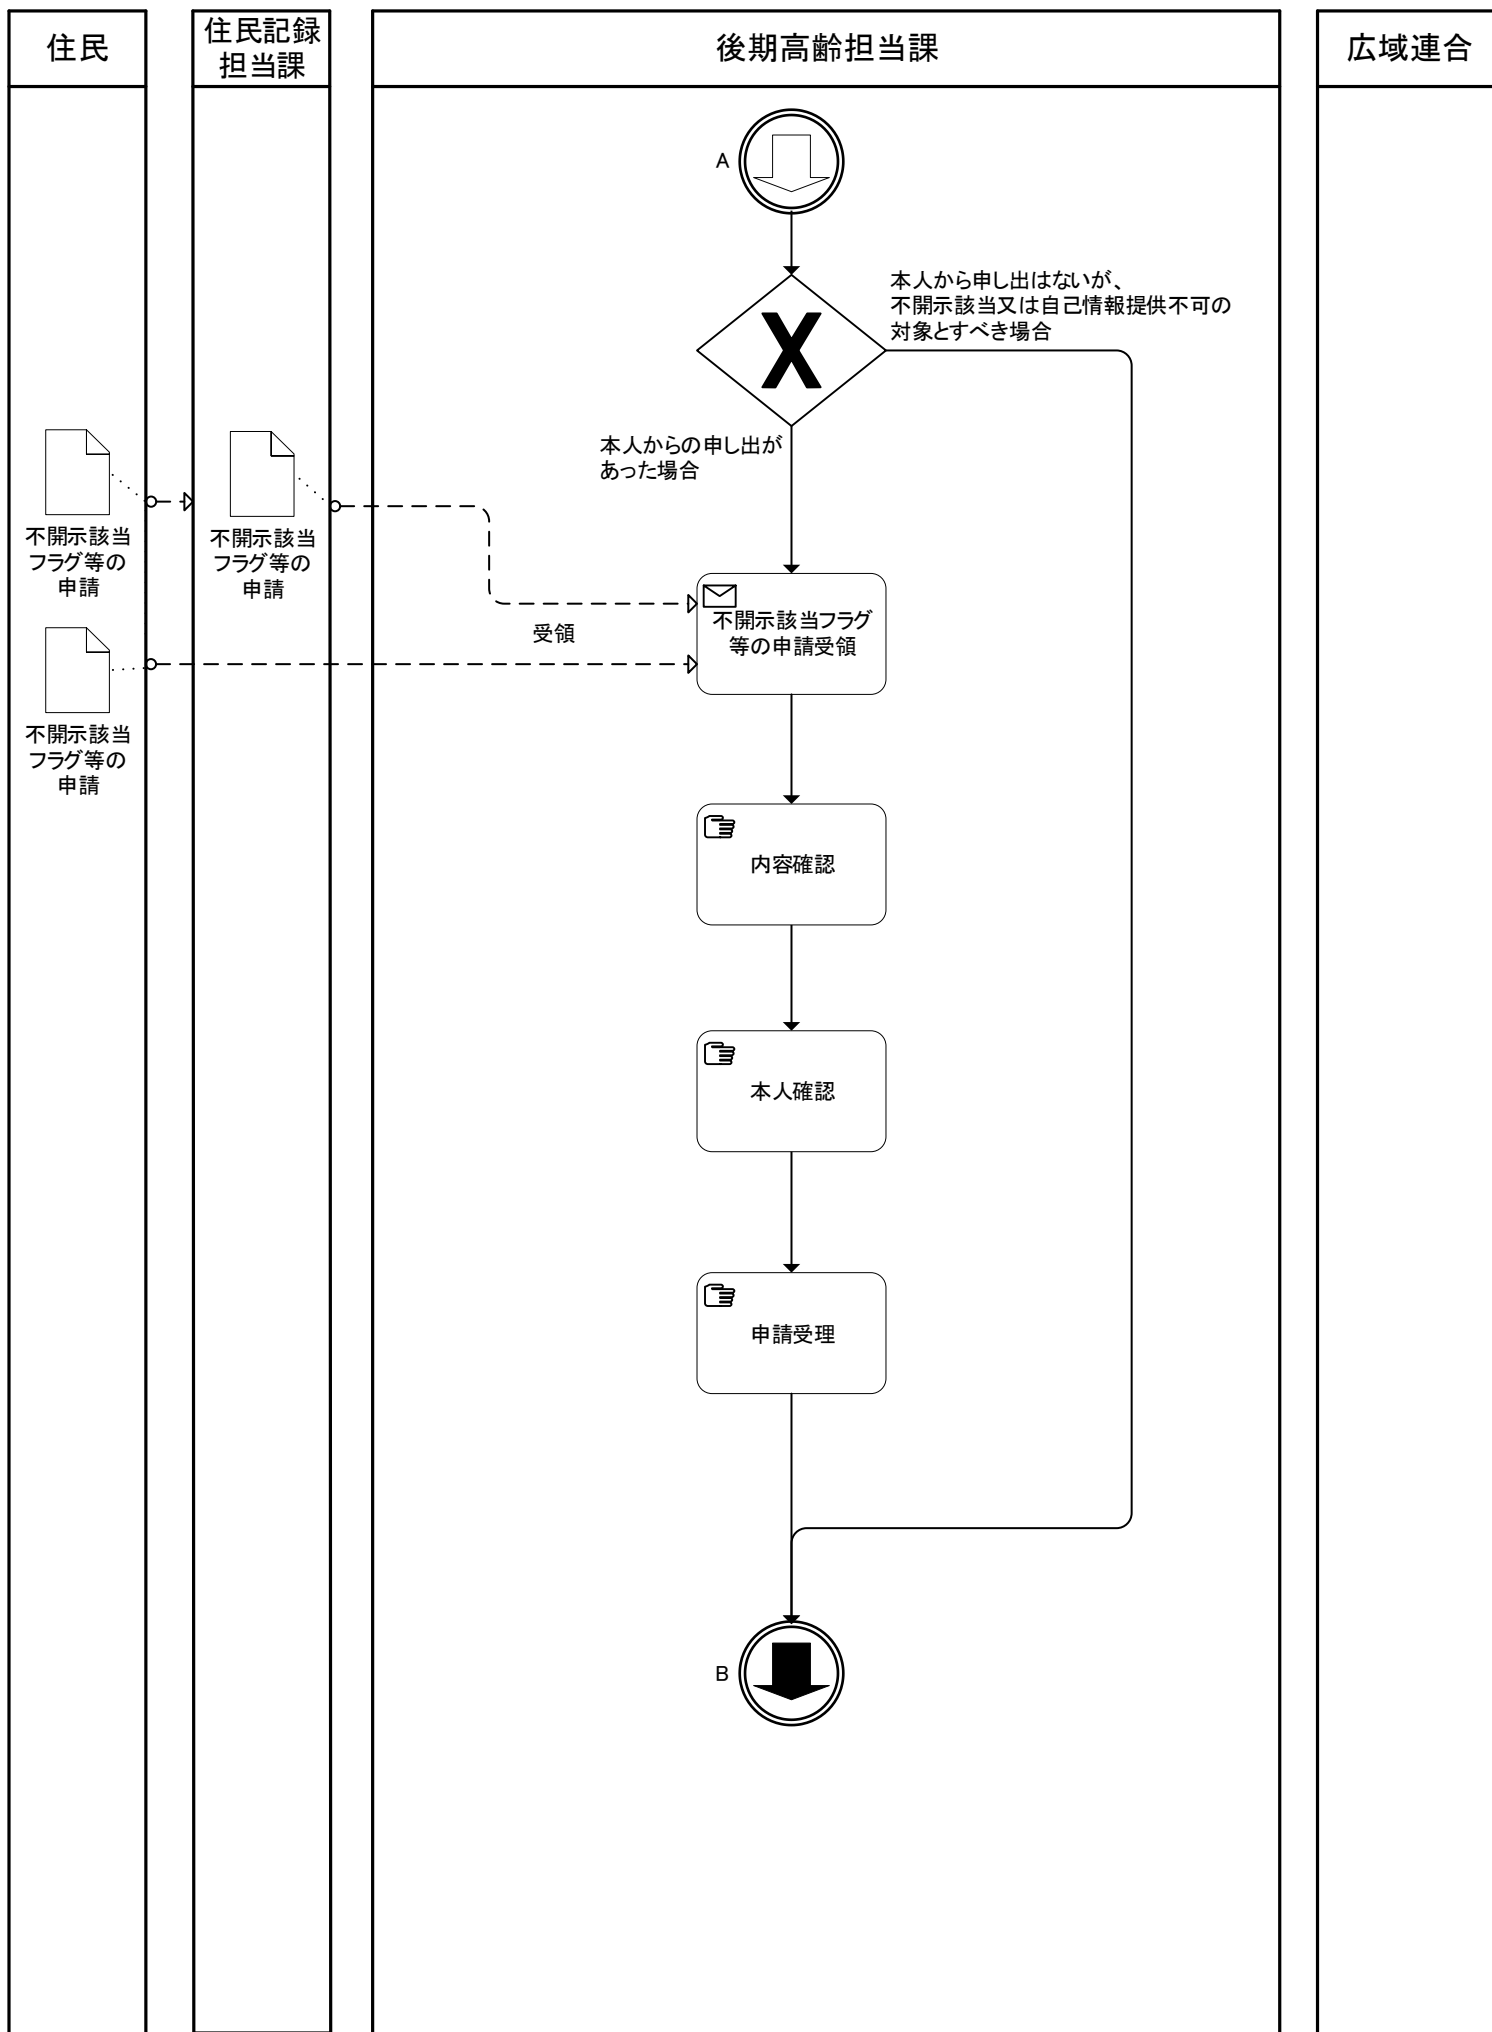 住民
住民記録
担当課
後期高齢担当課
広域連合
A
本人から申し出はないが、
不開示該当又は自己情報提供不可の
対象とすべき場合
本人からの申し出が
あった場合
不開示該当
フラグ等の
申請
不開示該当
フラグ等の
申請
受領
不開示該当フラグ
等の申請受領
不開示該当
フラグ等の
申請
内容確認
本人確認
申請受理
B